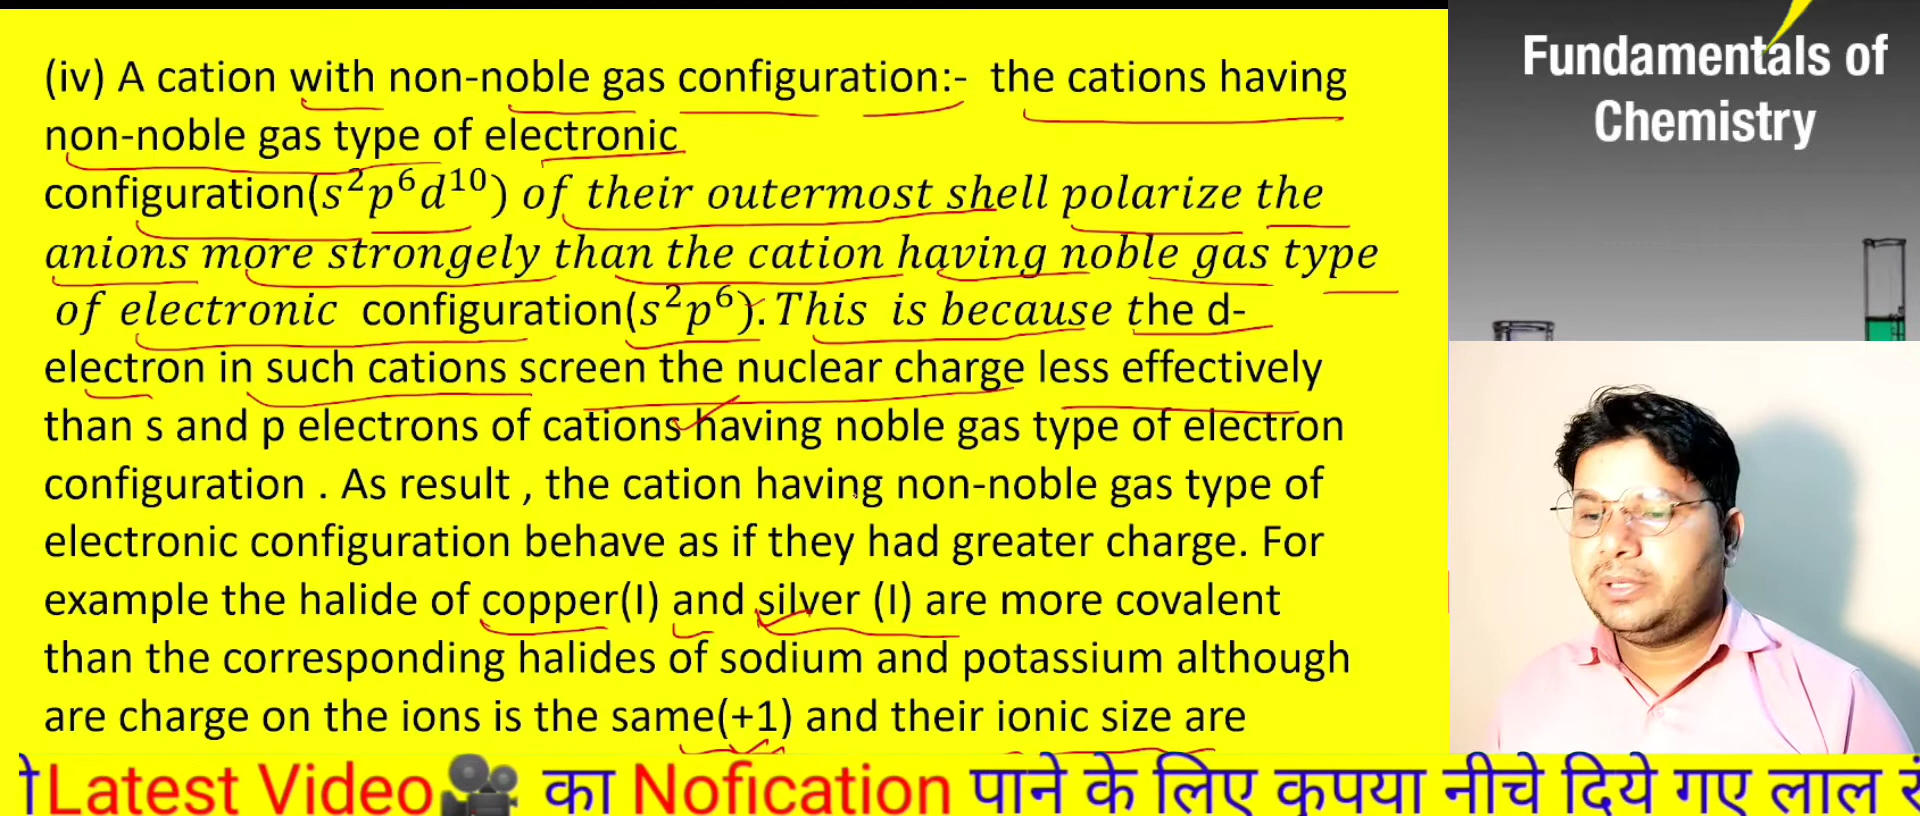 (iv) A cation with non-noble gas configuration:- the cations having
non-noble gas type of electronic
configuration(s²p⁶d¹⁰) of their outermost shell polarize the
anions more strongely than the cation having noble gas type
of electronic configuration(s²p⁶). This is because the d-
electron in such cations screen the nuclear charge less effectively
than s and p electrons of cations having noble gas type of electron
configuration . As result , the cation having non-noble gas type of
electronic configuration behave as if they had greater charge. For
example the halide of copper(I) and silver (I) are more covalent
than the corresponding halides of sodium and potassium although
are charge on the ions is the same(+1) and their ionic size are
Fundamentals of
Chemistry
Latest Video का Nofication पाने के लिए कृपया नीचे दिये गए लाल